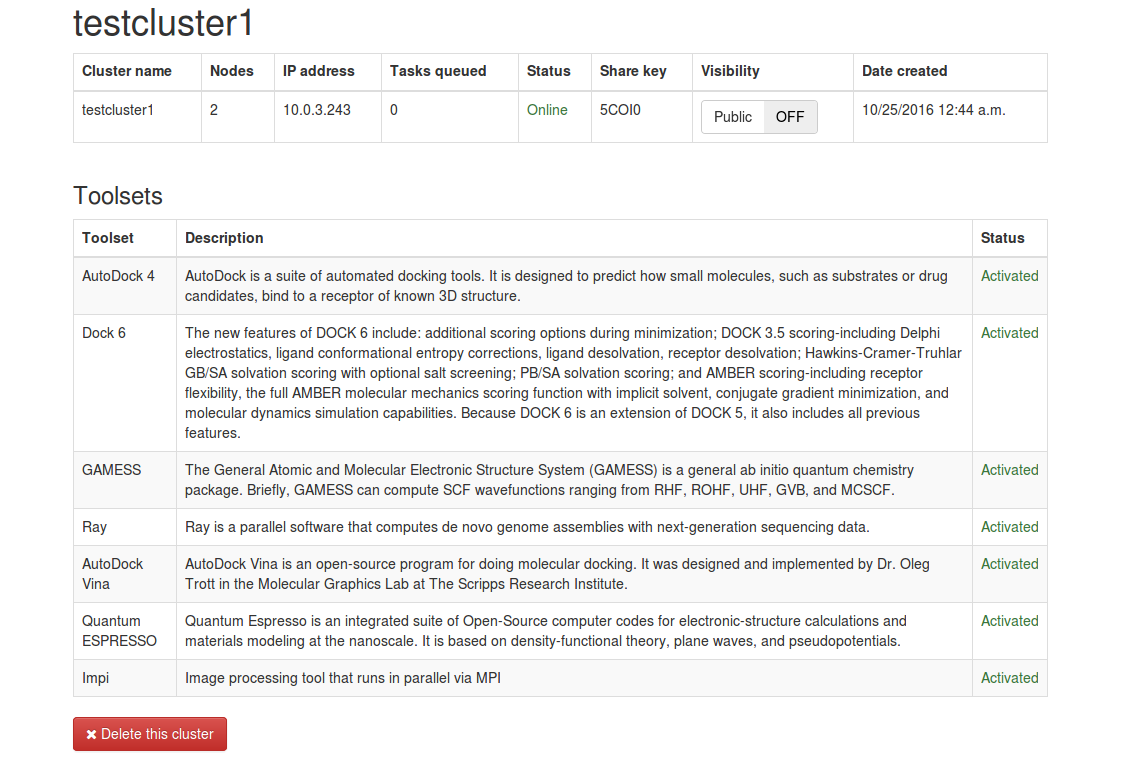 testcluster1
Cluster name Nodes IP address Tasks queued Status Share key Visibility Date created
testcluster1 2 10.0.3.243 0 Online 5COI0 Public OFF 10/25/2016 12:44 a.m.
Toolsets
Toolset Description Status
AutoDock 4 AutoDock is a suite of automated docking tools. It is designed to predict how small molecules, such as substrates or drug Activated
candidates, bind to a receptor of known 3D structure.
Dock 6 The new features of DOCK 6 include: additional scoring options during minimization; DOCK 3.5 scoring-including Delphi Activated
electrostatics, ligand conformational entropy corrections, ligand desolvation, receptor desolvation; Hawkins-Cramer-Truhlar
GB/SA solvation scoring with optional salt screening; PB/SA solvation scoring; and AMBER scoring-including receptor
flexibility, the full AMBER molecular mechanics scoring function with implicit solvent, conjugate gradient minimization, and
molecular dynamics simulation capabilities. Because DOCK 6 is an extension of DOCK 5, it also includes all previous
features.
GAMESS The General Atomic and Molecular Electronic Structure System (GAMESS) is a general ab initio quantum chemistry Activated
package. Briefly, GAMESS can compute SCF wavefunctions ranging from RHF, ROHF, UHF, GVB, and MCSCF.
Ray Ray is a parallel software that computes de novo genome assemblies with next-generation sequencing data. Activated
AutoDock AutoDock Vina is an open-source program for doing molecular docking. It was designed and implemented by Dr. Oleg Activated
Vina Trott in the Molecular Graphics Lab at The Scripps Research Institute.
Quantum Quantum Espresso is an integrated suite of Open-Source computer codes for electronic-structure calculations and Activated
ESPRESSO materials modeling at the nanoscale. It is based on density-functional theory, plane waves, and pseudopotentials.
Impi Image processing tool that runs in parallel via MPI Activated
Delete this cluster